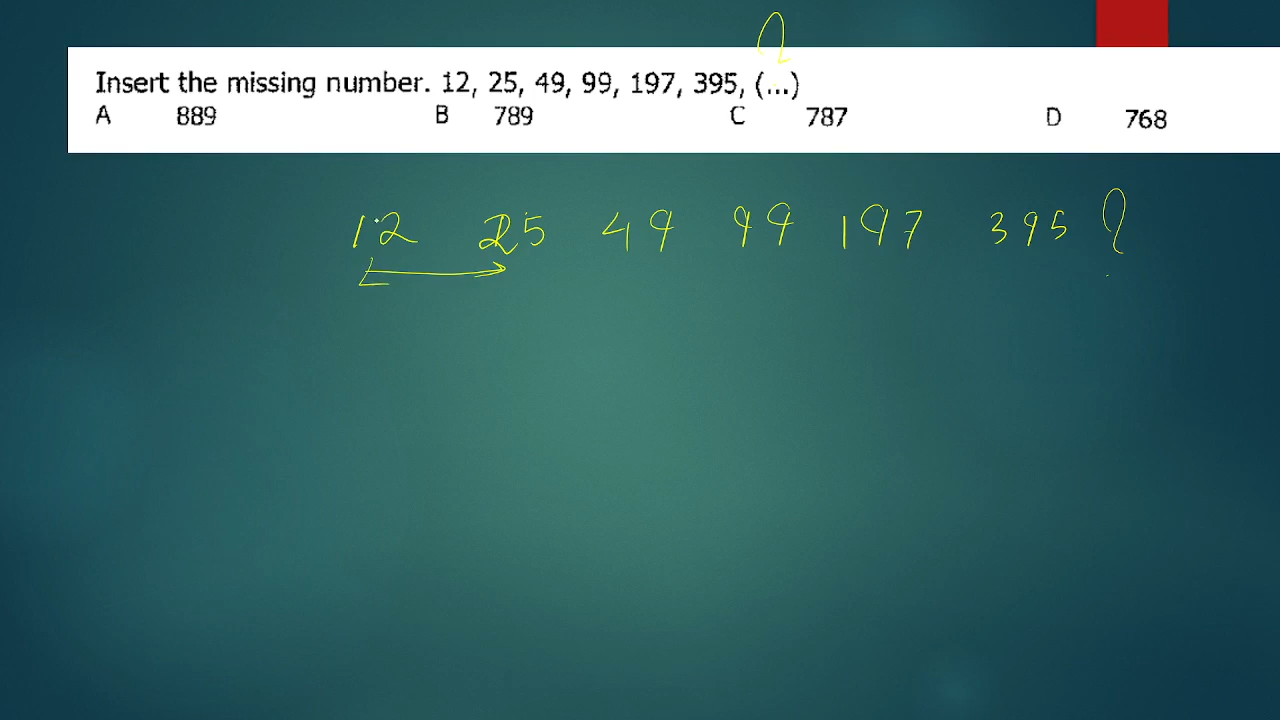 ?
Insert the missing number. 12, 25, 49, 99, 197, 395, (...)
A 889 B 789 C 787 D 768
12 25 49 99 197 395 ?